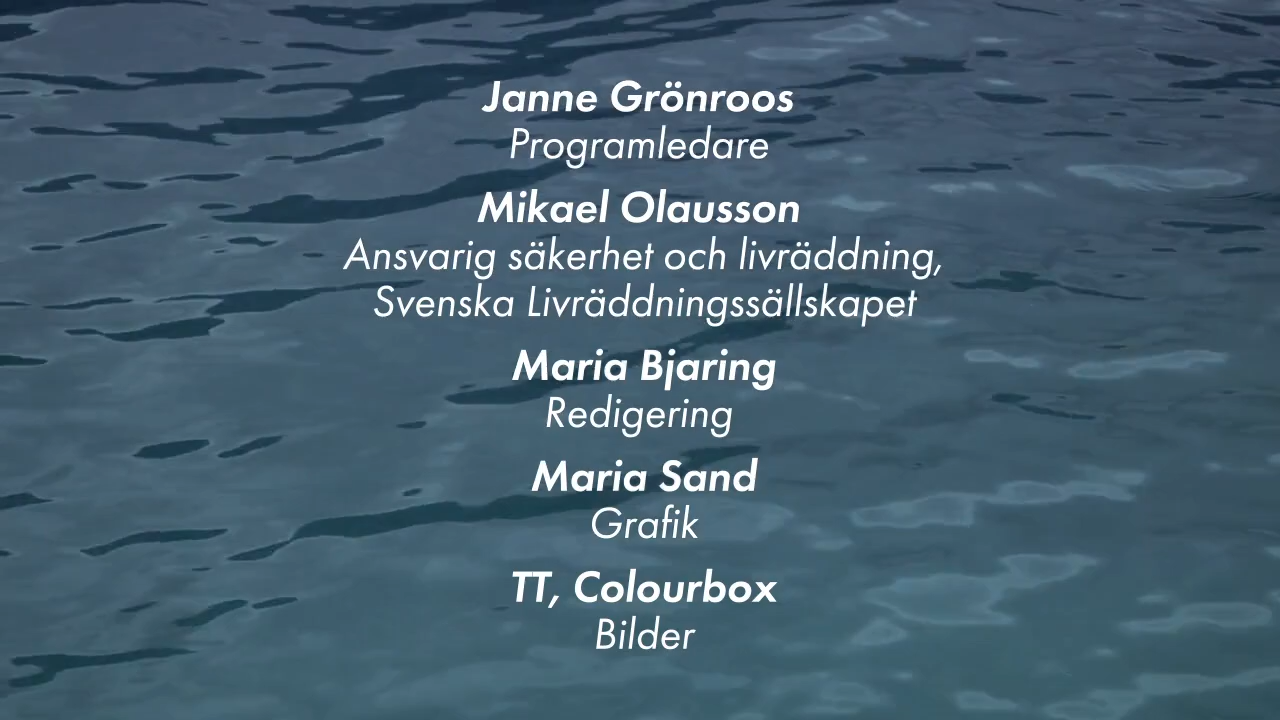 Janne Grönroos
Programledare
Mikael Olausson
Ansvarig säkerhet och livräddning,
Svenska Livräddningssällskapet
Maria Bjaring
Redigering
Maria Sand
Grafik
TT, Colourbox
Bilder